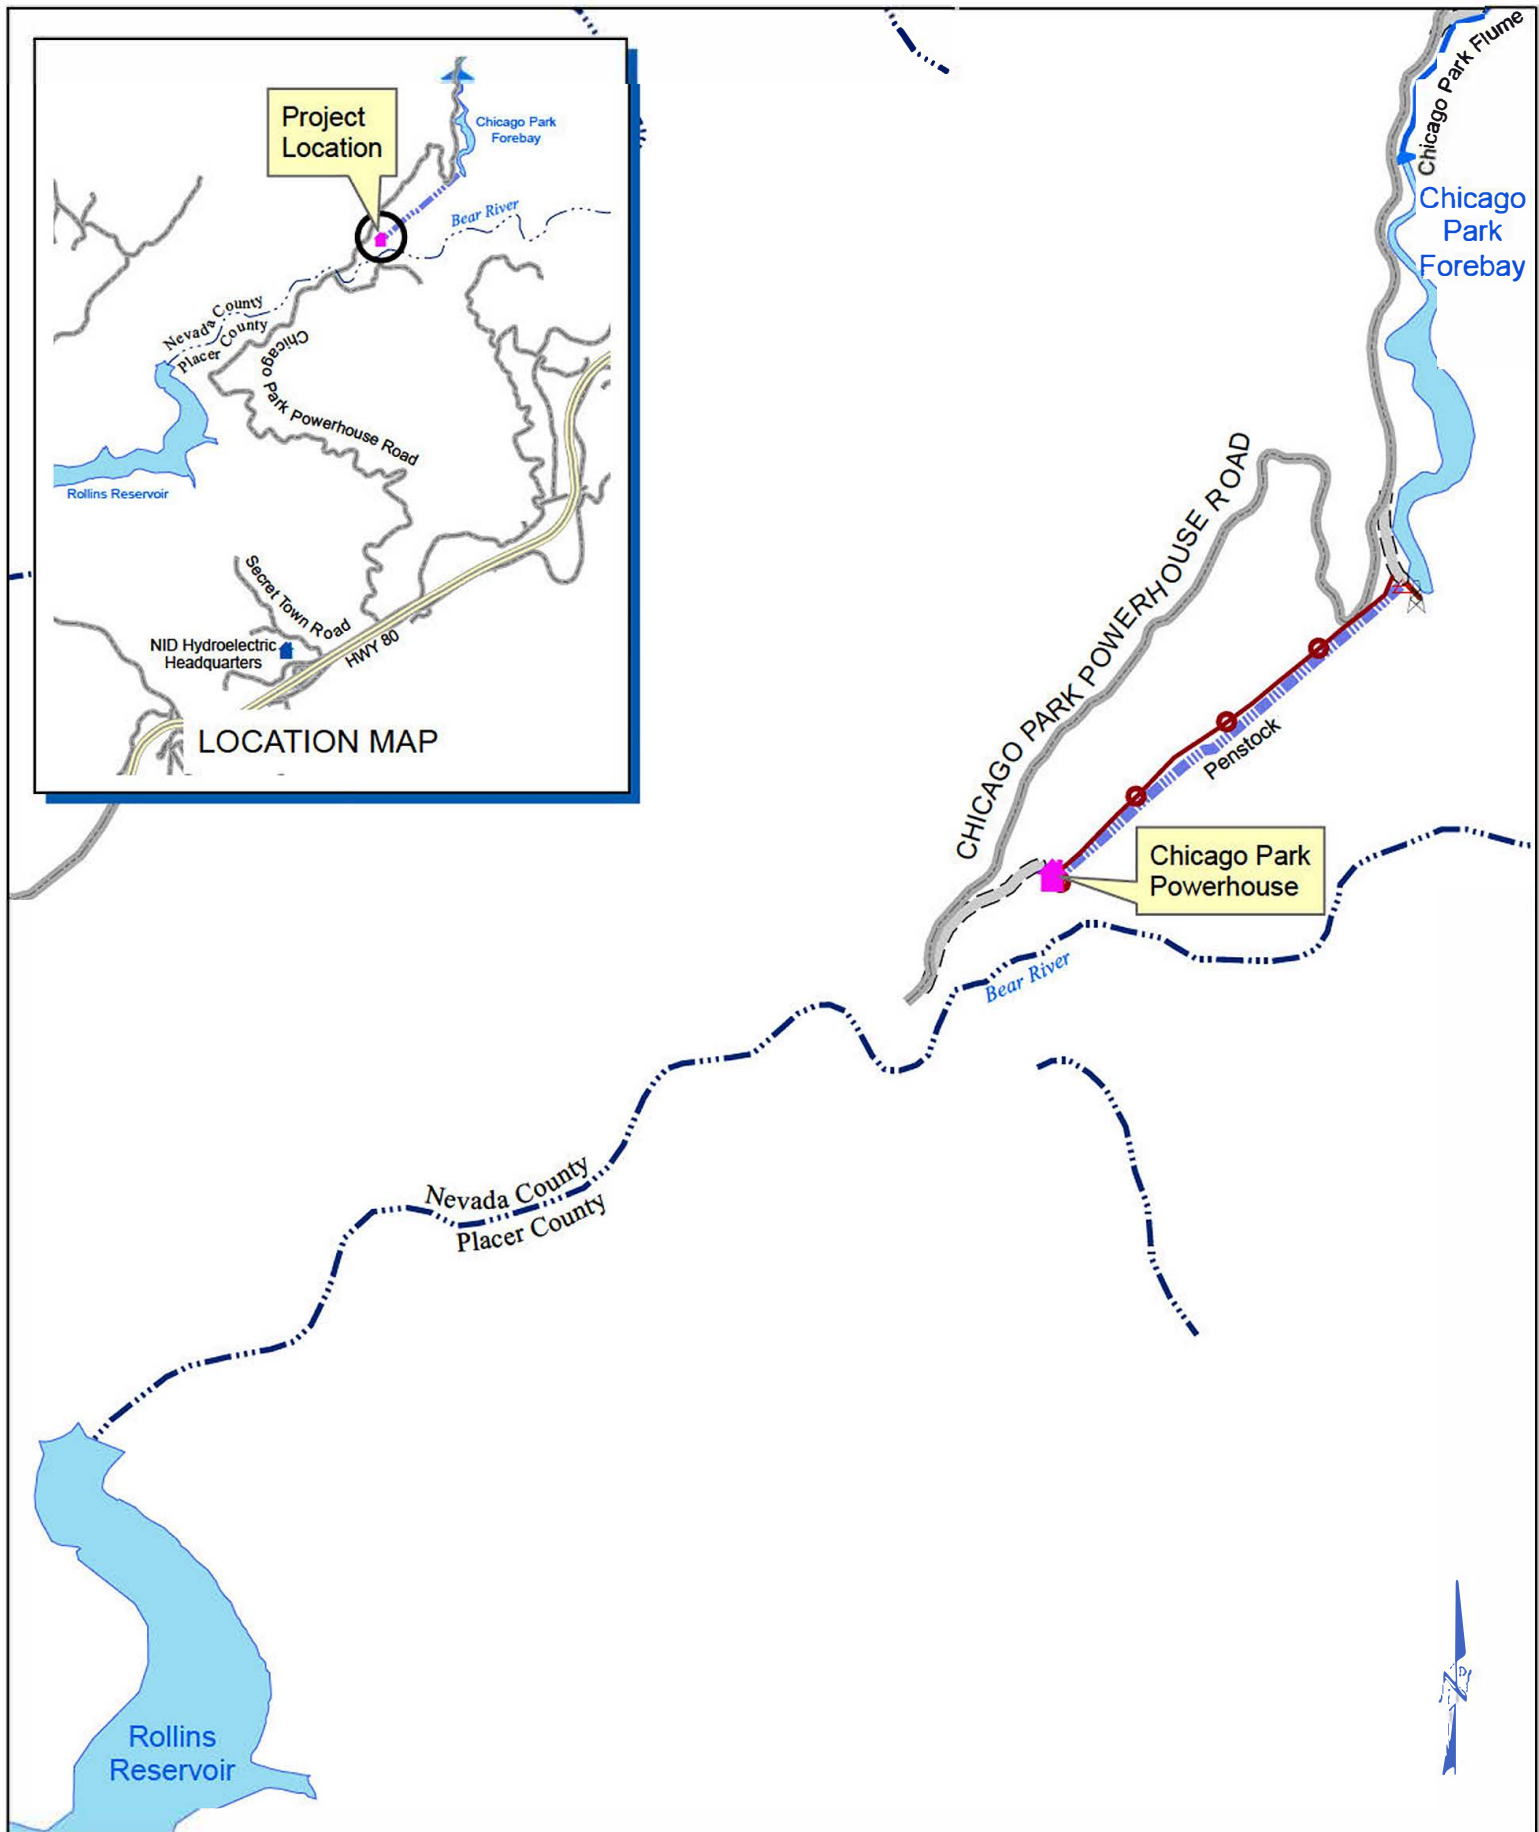 Project
Location
Chicago Park
Forebay
Bear River
Nevada County
Placer County
Chicago Park Powerhouse Road
Rollins Reservoir
Secret Town Road
NID Hydroelectric
Headquarters
HWY 80
LOCATION MAP
Chicago Park Flume
Chicago
Park
Forebay
CHICAGO PARK POWERHOUSE ROAD
Penstock
Chicago Park
Powerhouse
Bear River
Nevada County
Placer County
N
Rollins
Reservoir